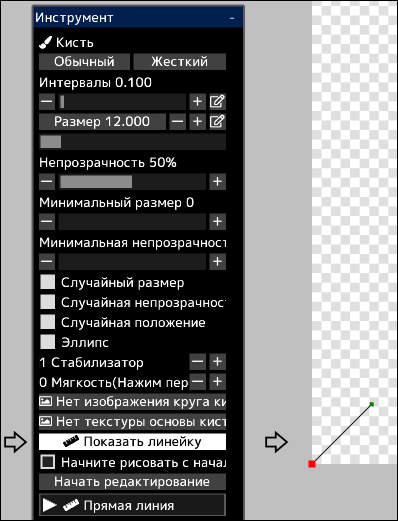 Инструмент -
Кисть
Обычный Жесткий
Интервалы 0.100
Размер 12.000
Непрозрачность 50%
Минимальный размер 0
Минимальная непрозрачност
Случайный размер
Случайная непрозрачнос
Случайная положение
Эллипс
1 Стабилизатор
0 Мягкость(Нажим пер
Нет изображения круга ки
Нет текстуры основы кист
Показать линейку
Начните рисовать с начал
Начать редактирование
Прямая линия